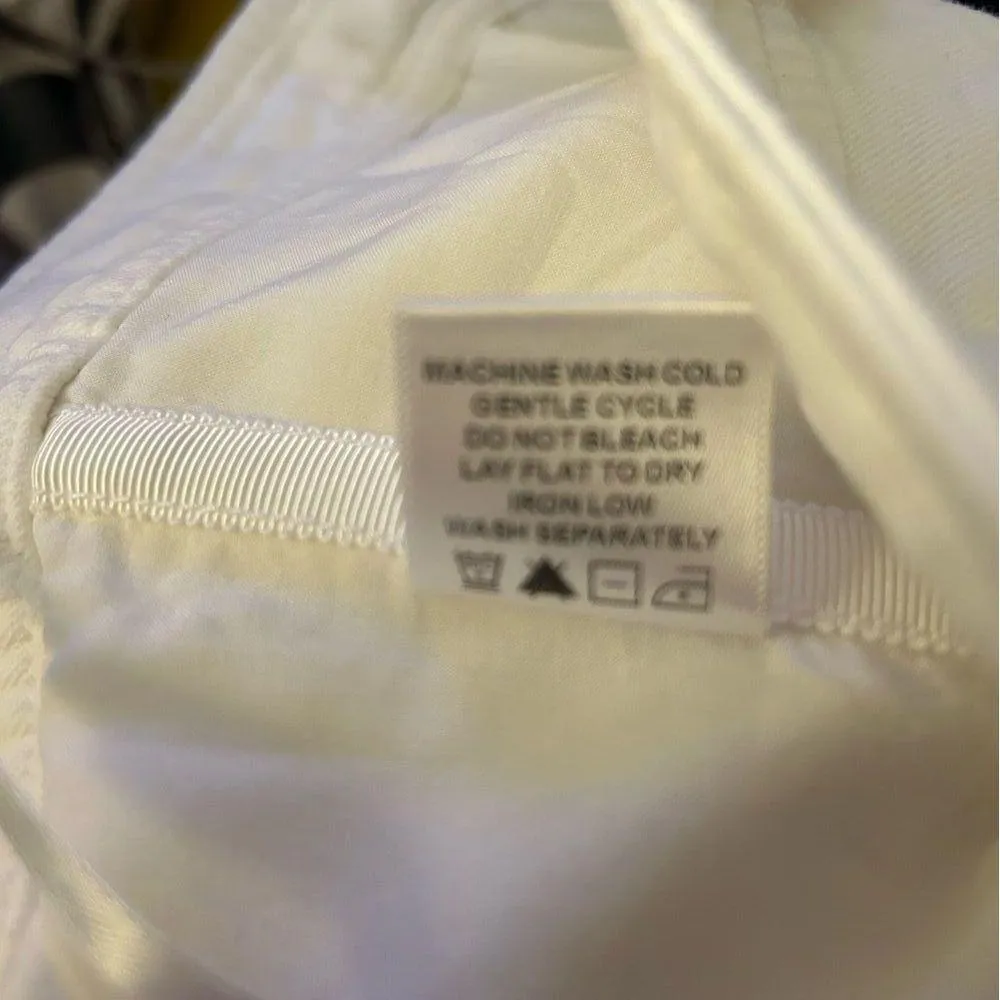 MACHINE WASH COLD
GENTLE CYCLE
DO NOT BLEACH
LAY FLAT TO DRY
IRON LOW
WASH SEPARATELY